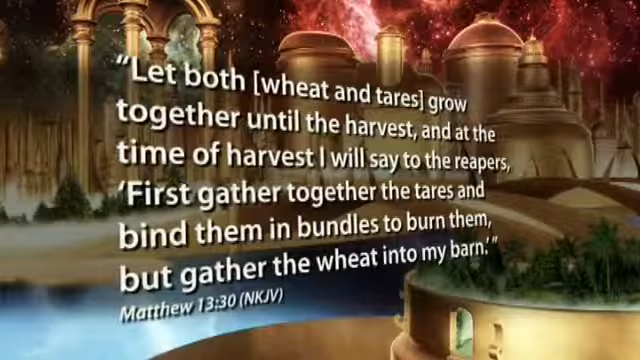 "Let both [wheat and tares] grow
together until the harvest, and at the
time of harvest I will say to the reapers,
'First gather together the tares and
bind them in bundles to burn them,
but gather the wheat into my barn.'"
Matthew 13:30 (NKJV)